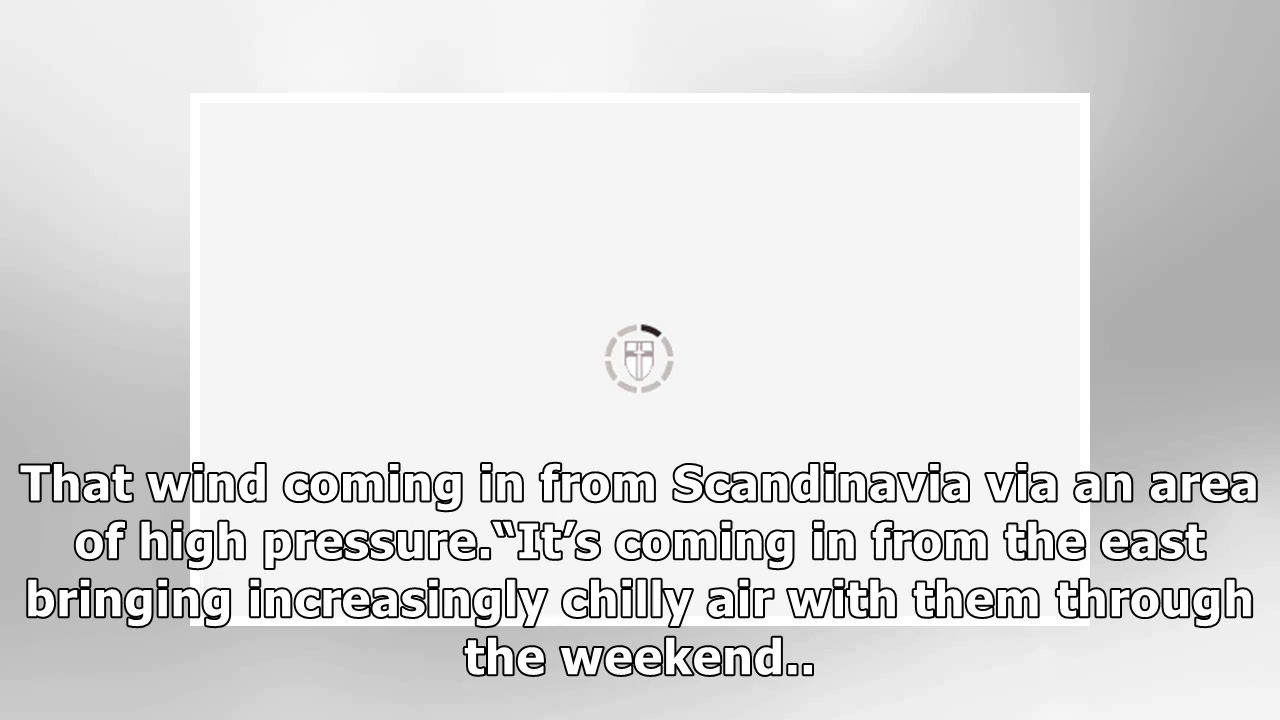 That wind coming in from Scandinavia via an area
of high pressure.“It’s coming in from the east
bringing increasingly chilly air with them through
the weekend..